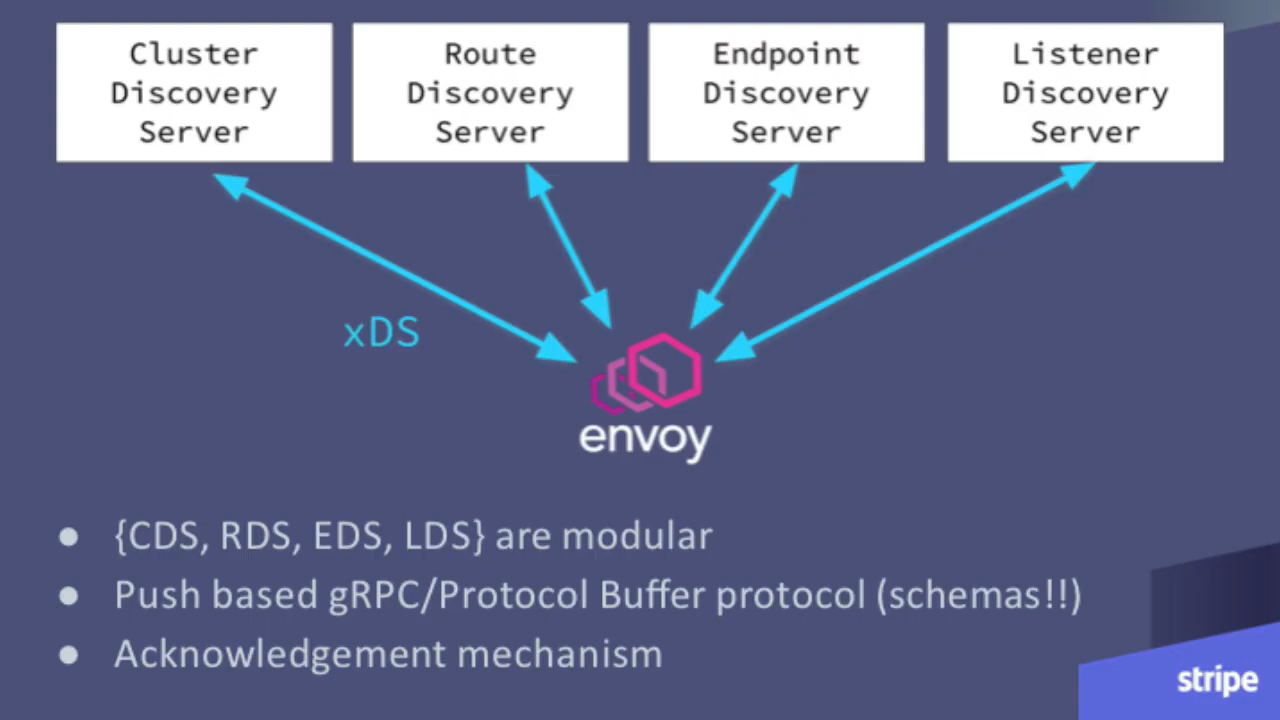 Cluster
Discovery
Server
Route
Discovery
Server
Endpoint
Discovery
Server
Listener
Discovery
Server
xDS
envoy
● {CDS, RDS, EDS, LDS} are modular
● Push based gRPC/Protocol Buffer protocol (schemas!!)
● Acknowledgement mechanism
stripe